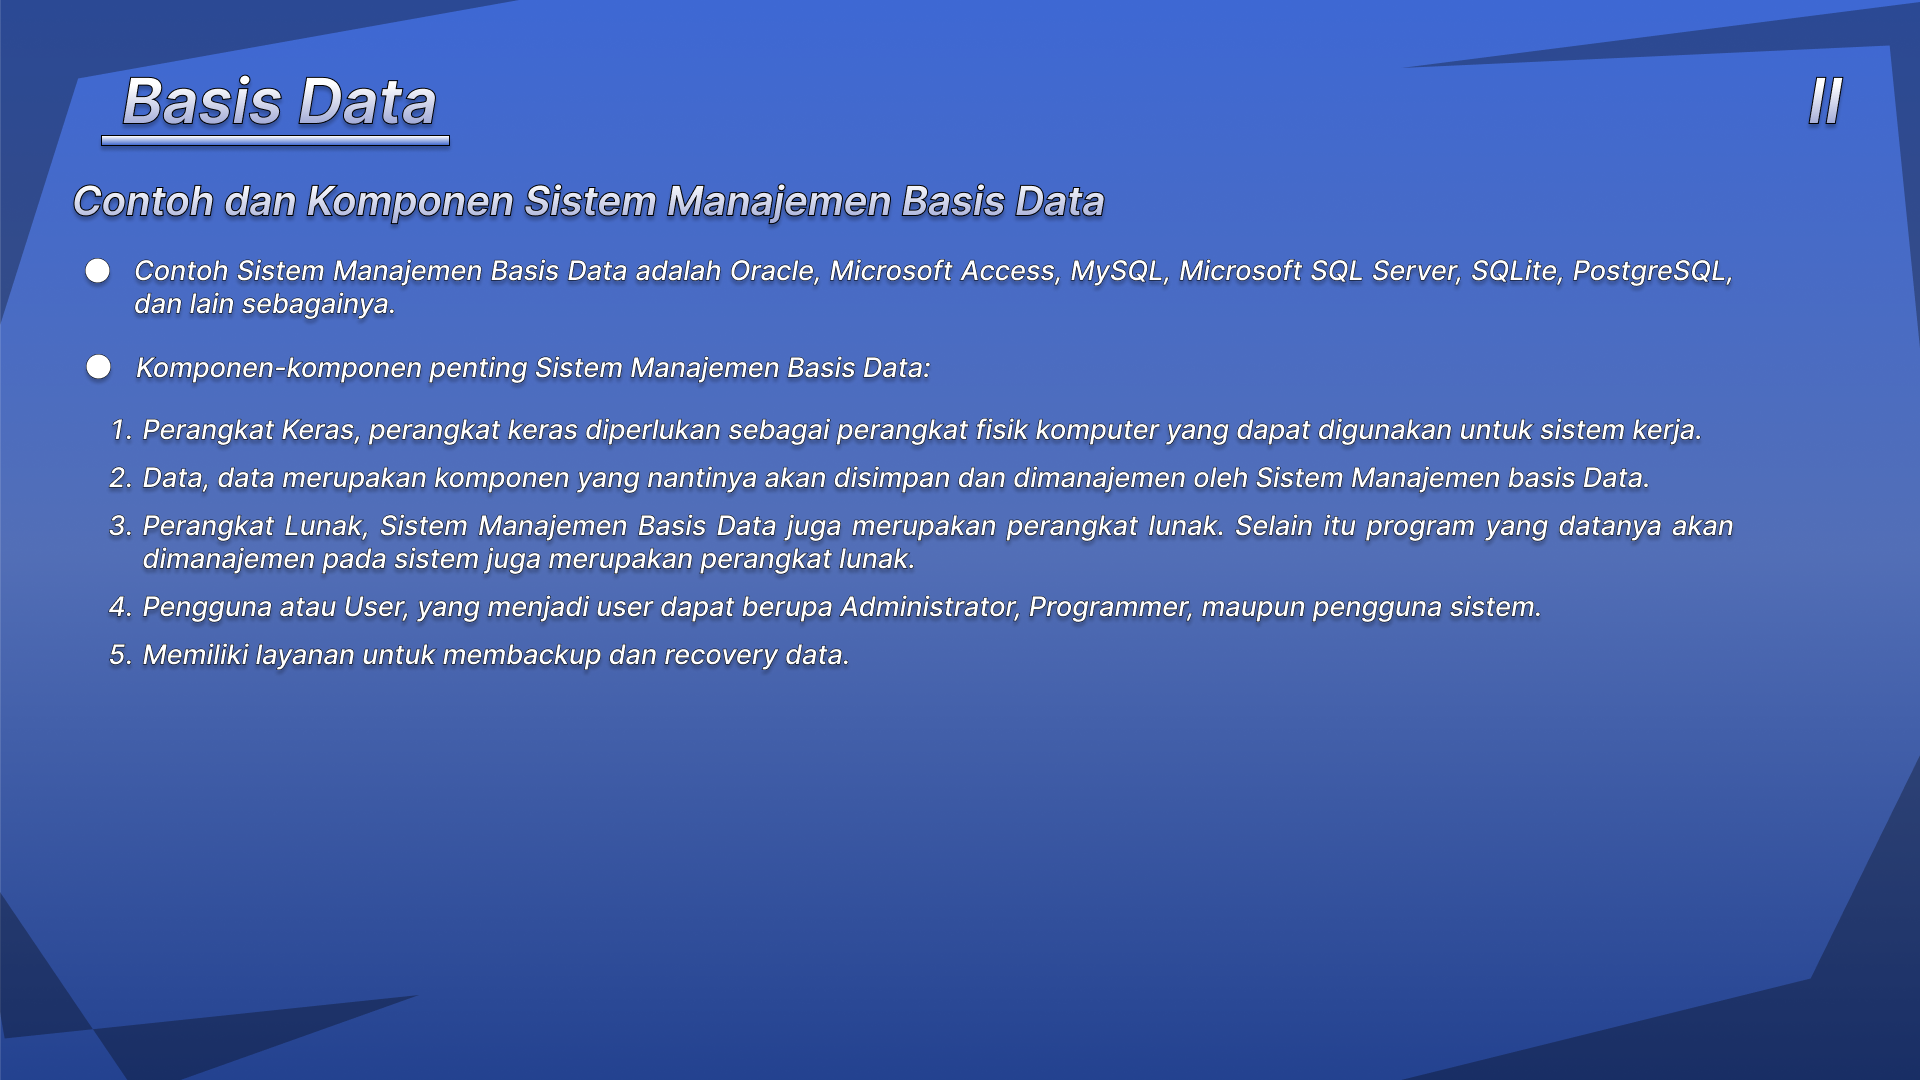 Basis Data
II
Contoh dan Komponen Sistem Manajemen Basis Data
● Contoh Sistem Manajemen Basis Data adalah Oracle, Microsoft Access, MySQL, Microsoft SQL Server, SQLite, PostgreSQL,
dan lain sebagainya.
● Komponen-komponen penting Sistem Manajemen Basis Data:
1. Perangkat Keras, perangkat keras diperlukan sebagai perangkat fisik komputer yang dapat digunakan untuk sistem kerja.
2. Data, data merupakan komponen yang nantinya akan disimpan dan dimanajemen oleh Sistem Manajemen basis Data.
3. Perangkat Lunak, Sistem Manajemen Basis Data juga merupakan perangkat lunak. Selain itu program yang datanya akan
dimanajemen pada sistem juga merupakan perangkat lunak.
4. Pengguna atau User, yang menjadi user dapat berupa Administrator, Programmer, maupun pengguna sistem.
5. Memiliki layanan untuk membackup dan recovery data.